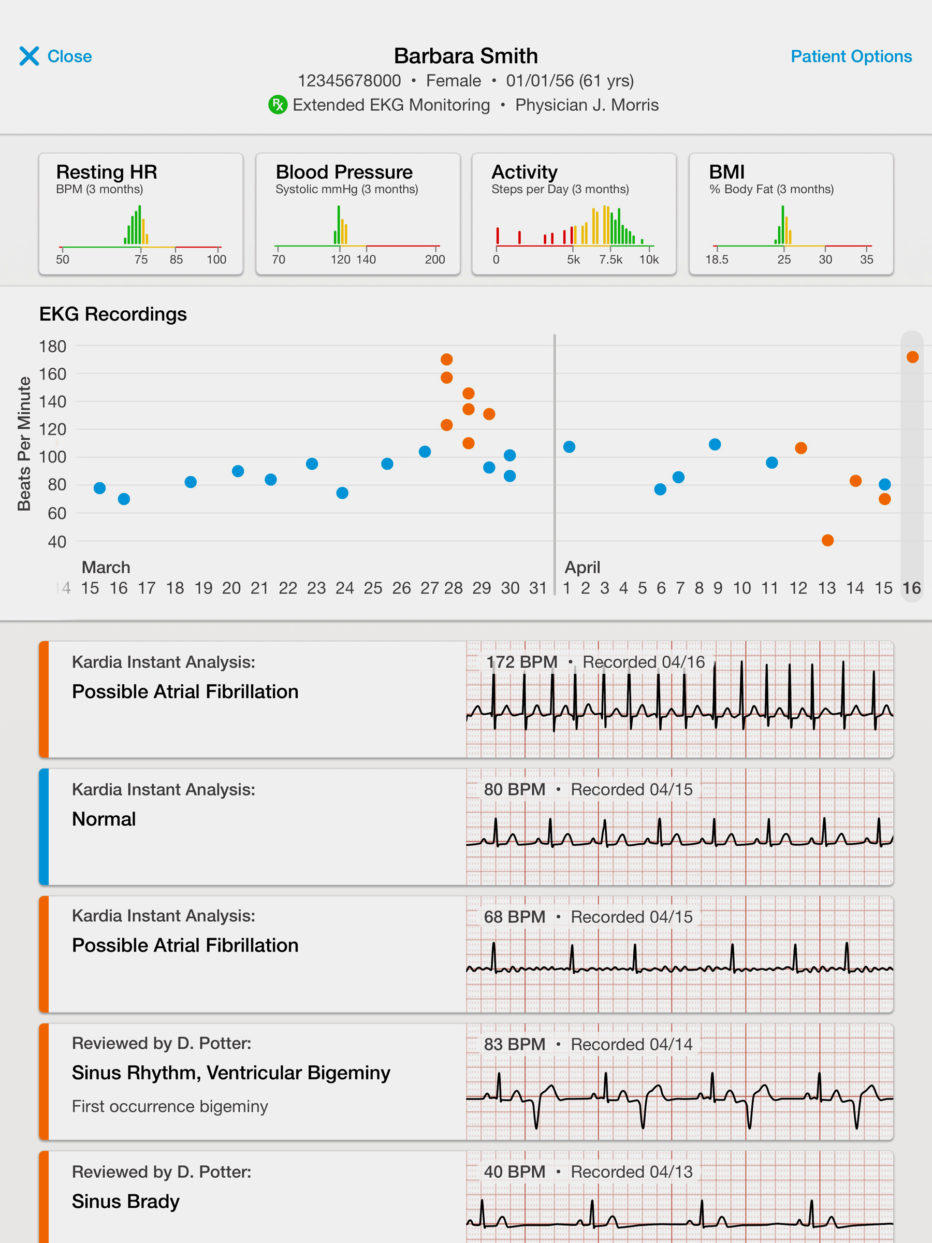 Close
Barbara Smith
Patient Options
12345678000 • Female • 01/01/56 (61 yrs)
Rx Extended EKG Monitoring • Physician J. Morris
Resting HR
BPM (3 months)
50 75 85 100
Blood Pressure
Systolic mmHg (3 months)
70 120 140 200
Activity
Steps per Day (3 months)
0 5k 7.5k 10k
BMI
% Body Fat (3 months)
18.5 25 30 35
EKG Recordings
Beats Per Minute
180
160
140
120
100
80
60
40
March April
14 15 16 17 18 19 20 21 22 23 24 25 26 27 28 29 30 31 1 2 3 4 5 6 7 8 9 10 11 12 13 14 15 16
Kardia Instant Analysis:
Possible Atrial Fibrillation
172 BPM • Recorded 04/16
Kardia Instant Analysis:
Normal
80 BPM • Recorded 04/15
Kardia Instant Analysis:
Possible Atrial Fibrillation
68 BPM • Recorded 04/15
Reviewed by D. Potter:
Sinus Rhythm, Ventricular Bigeminy
First occurrence bigeminy
83 BPM • Recorded 04/14
Reviewed by D. Potter:
Sinus Brady
40 BPM • Recorded 04/13